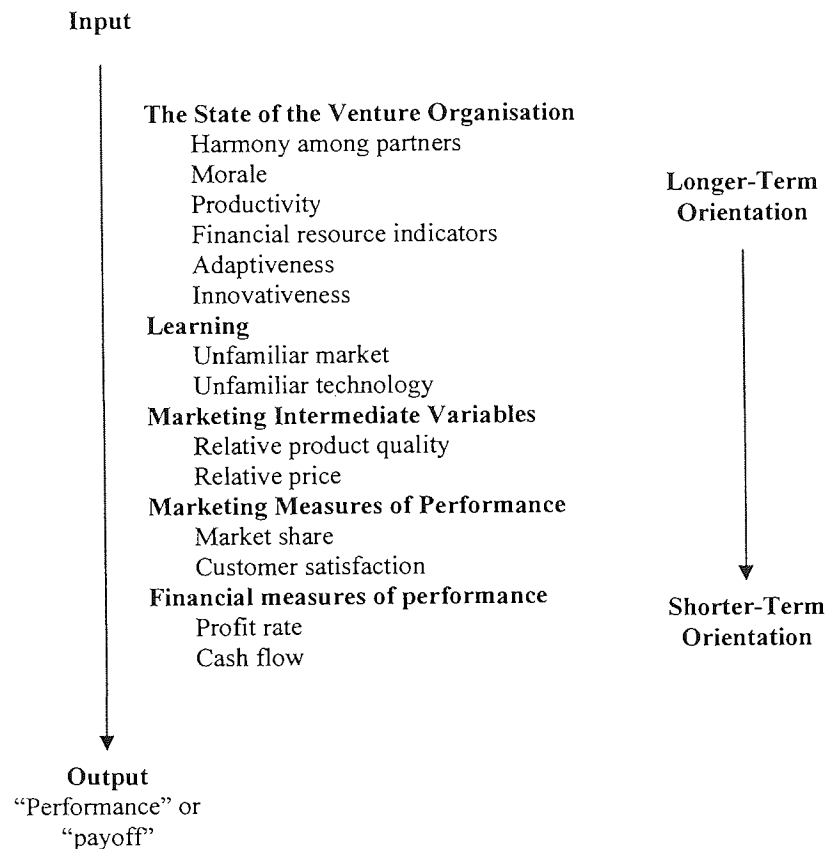 Input
The State of the Venture Organisation
Harmony among partners
Morale
Productivity
Financial resource indicators
Adaptiveness
Innovativeness
Learning
Unfamiliar market
Unfamiliar technology
Marketing Intermediate Variables
Relative product quality
Relative price
Marketing Measures of Performance
Market share
Customer satisfaction
Financial measures of performance
Profit rate
Cash flow
Longer-Term
Orientation
Shorter-Term
Orientation
Output
“Performance” or
“payoff”